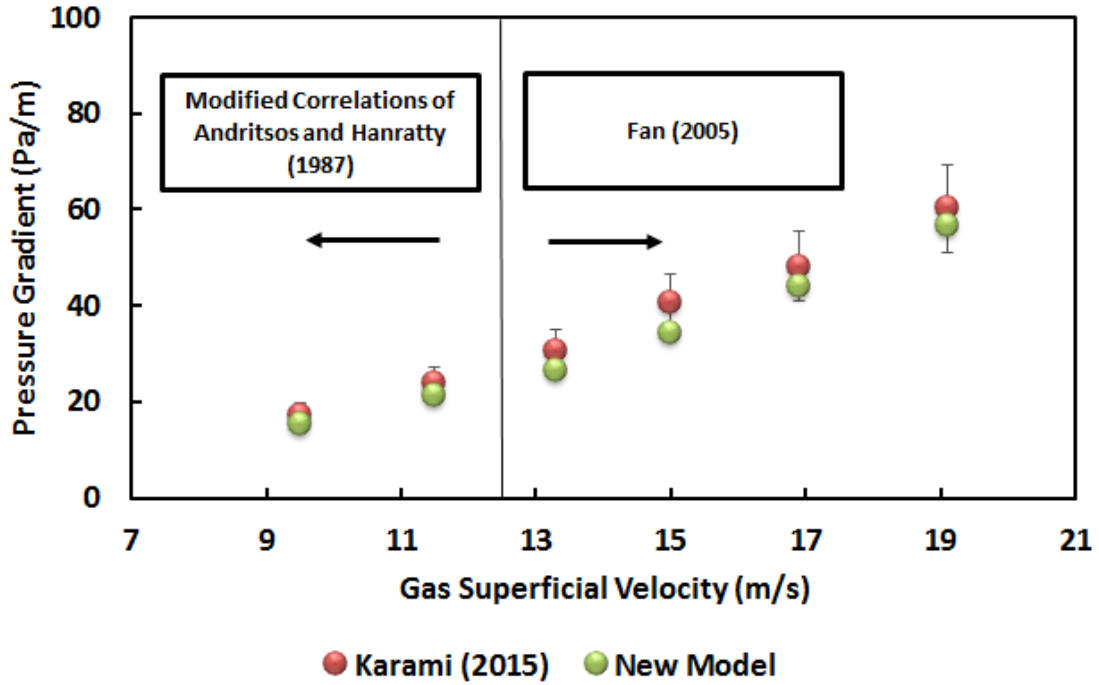 100
80
60
40
20
0
Pressure Gradient (Pa/m)
Modified Correlations of
Andritsos and Hanratty
(1987)
Fan (2005)
7 9 11 13 15 17 19 21
Gas Superficial Velocity (m/s)
Karami (2015) New Model